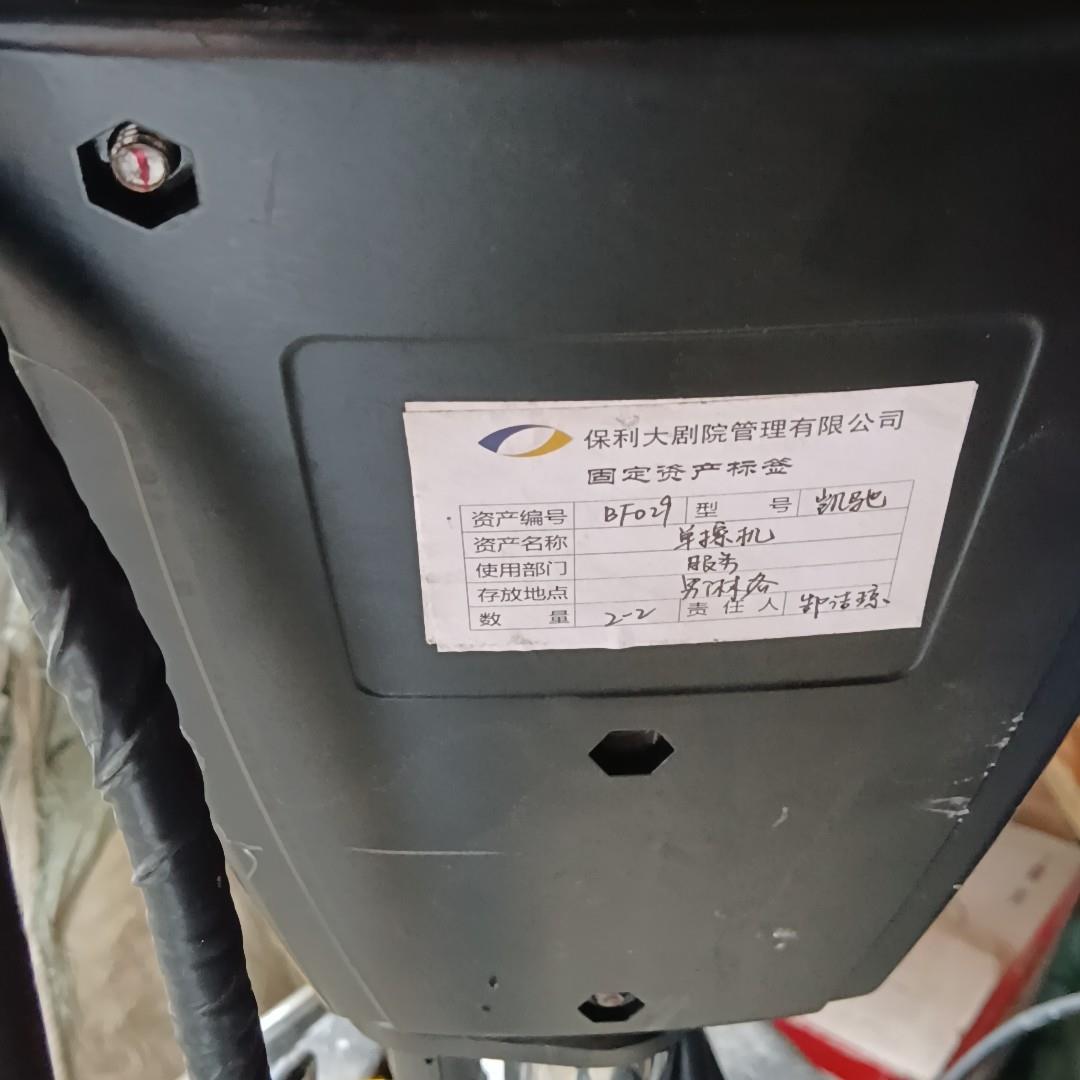 保利大剧院管理有限公司
固定资产标签
资产编号 BF029 型 号 凯驰
资产名称 单擦机
使用部门 服务
存放地点 男淋浴
数 量 2-2 责 任 人